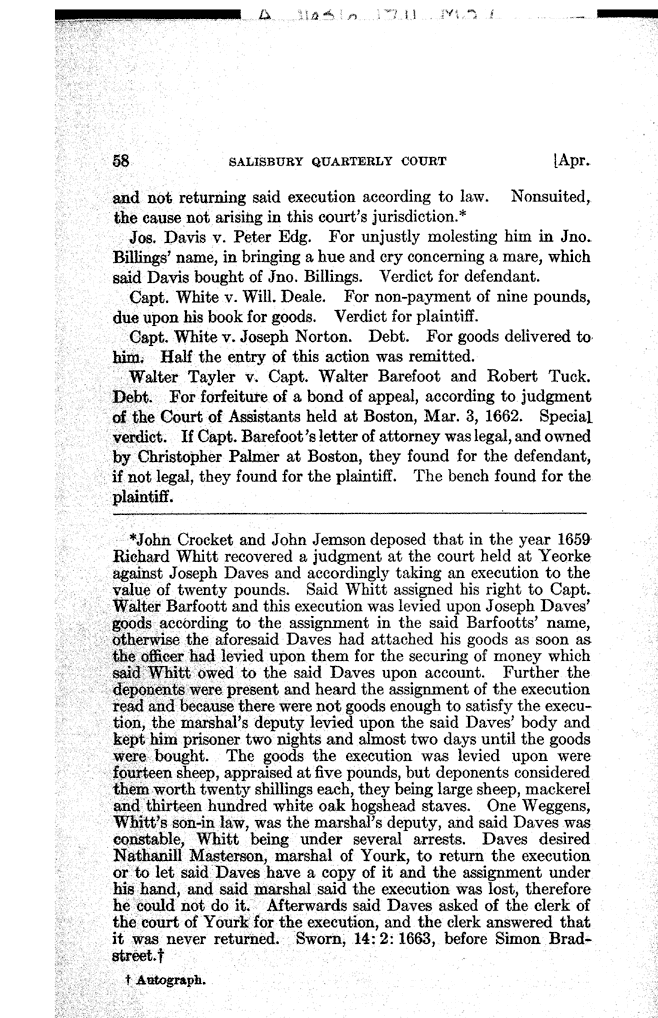 58 SALISBURY QUARTERLY COURT [Apr.
and not returning said execution according to law. Nonsuited,
the cause not arising in this court's jurisdiction.*
Jos. Davis v. Peter Edg. For unjustly molesting him in Jno.
Billings' name, in bringing a hue and cry concerning a mare, which
said Davis bought of Jno. Billings. Verdict for defendant.
Capt. White v. Will. Deale. For non-payment of nine pounds,
due upon his book for goods. Verdict for plaintiff.
Capt. White v. Joseph Norton. Debt. For goods delivered to
him. Half the entry of this action was remitted.
Walter Tayler v. Capt. Walter Barefoot and Robert Tuck.
Debt. For forfeiture of a bond of appeal, according to judgment
of the Court of Assistants held at Boston, Mar. 3, 1662. Special
verdict. If Capt. Barefoot's letter of attorney was legal, and owned
by Christopher Palmer at Boston, they found for the defendant,
if not legal, they found for the plaintiff. The bench found for the
plaintiff.
*John Crocket and John Jemson deposed that in the year 1659
Richard Whitt recovered a judgment at the court held at Yeorke
against Joseph Daves and accordingly taking an execution to the
value of twenty pounds. Said Whitt assigned his right to Capt.
Walter Barfoott and this execution was levied upon Joseph Daves'
goods according to the assignment in the said Barfootts' name,
otherwise the aforesaid Daves had attached his goods as soon as
the officer had levied upon them for the securing of money which
said Whitt owed to the said Daves upon account. Further the
deponents were present and heard the assignment of the execution
read and because there were not goods enough to satisfy the execu-
tion, the marshal's deputy levied upon the said Daves' body and
kept him prisoner two nights and almost two days until the goods
were bought. The goods the execution was levied upon were
fourteen sheep, appraised at five pounds, but deponents considered
them worth twenty shillings each, they being large sheep, mackerel
and thirteen hundred white oak hogshead staves. One Weggens,
Whitt's son-in law, was the marshal's deputy, and said Daves was
constable, Whitt being under several arrests. Daves desired
Nathanill Masterson, marshal of Yourk, to return the execution
or to let said Daves have a copy of it and the assignment under
his hand, and said marshal said the execution was lost, therefore
he could not do it. Afterwards said Daves asked of the clerk of
the court of Yourk for the execution, and the clerk answered that
it was never returned. Sworn, 14: 2: 1663, before Simon Brad-
street.†
† Autograph.